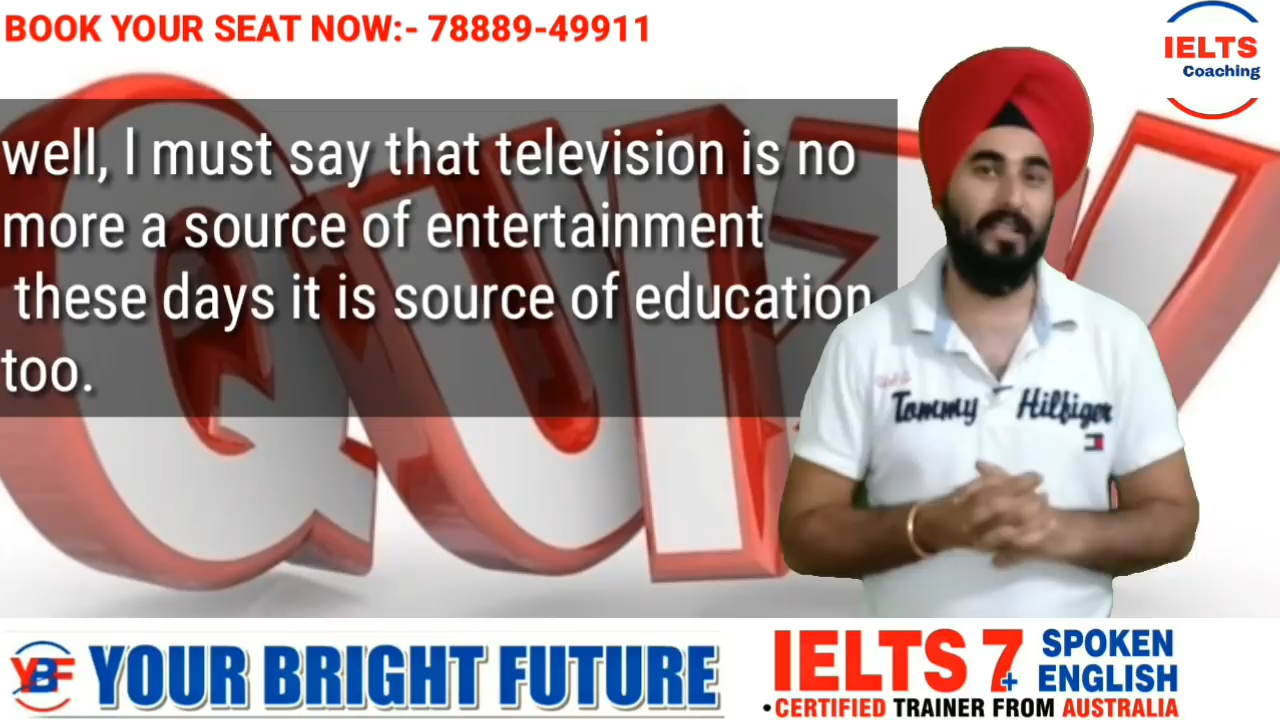 BOOK YOUR SEAT NOW:- 78889-49911
IELTS
Coaching
well, I must say that television is no
more a source of entertainment
these days it is source of education
too.
Tommy Hilfiger
YBF YOUR BRIGHT FUTURE
IELTS 7+ SPOKEN
ENGLISH
•CERTIFIED TRAINER FROM AUSTRALIA